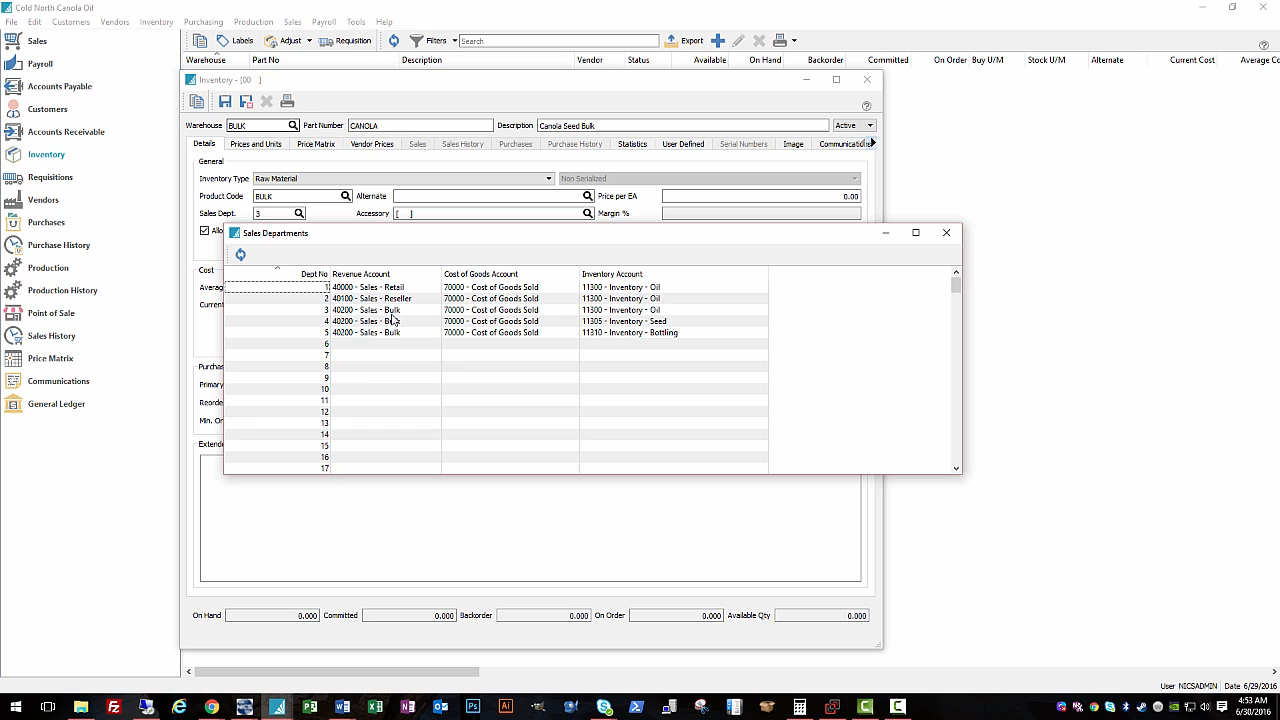 Cold North Canola Oil
File Edit Customers Vendors Inventory Purchasing Production Sales Payroll Tools Help
Sales
Payroll
Accounts Payable
Customers
Accounts Receivable
Inventory
Requisitions
Vendors
Purchases
Purchase History
Production
Production History
Point of Sale
Sales History
Price Matrix
Communications
General Ledger
Labels Adjust Requisition Filters Search Export
Warehouse Part No Description Vendor Status Available On Hand Backorder Committed On Order Buy U/M Stock U/M Alternate Current Cost Average Co
Inventory - [00 ]
Warehouse BULK Part Number CANOLA Description Canola Seed Bulk Active
Details Prices and Units Price Matrix Vendor Prices Sales Sales History Purchases Purchase History Statistics User Defined Serial Numbers Image Communications
General
Inventory Type Raw Material Non Serialized
Product Code BULK Alternate Price per EA 0.00
Sales Dept. 3 Accessory [ ] Margin %
Allo
Cost
Averag
Current
Purchas
Primary
Reorde
Min. Or
Extende
Sales Departments
Dept No Revenue Account Cost of Goods Account Inventory Account
1 40000 - Sales - Retail 70000 - Cost of Goods Sold 11300 - Inventory - Oil
2 40100 - Sales - Reseller 70000 - Cost of Goods Sold 11300 - Inventory - Oil
3 40200 - Sales - Bulk 70000 - Cost of Goods Sold 11300 - Inventory - Oil
4 40200 - Sales - Bulk 70000 - Cost of Goods Sold 11305 - Inventory - Seed
5 40200 - Sales - Bulk 70000 - Cost of Goods Sold 11310 - Inventory - Bottling
6
7
8
9
10
11
12
13
14
15
16
17
On Hand 0.000 Committed 0.000 Backorder 0.000 On Order 0.000 Available Qty 0.000
User NICSADMIN Date 6/29/2016
4:53 AM
6/30/2016